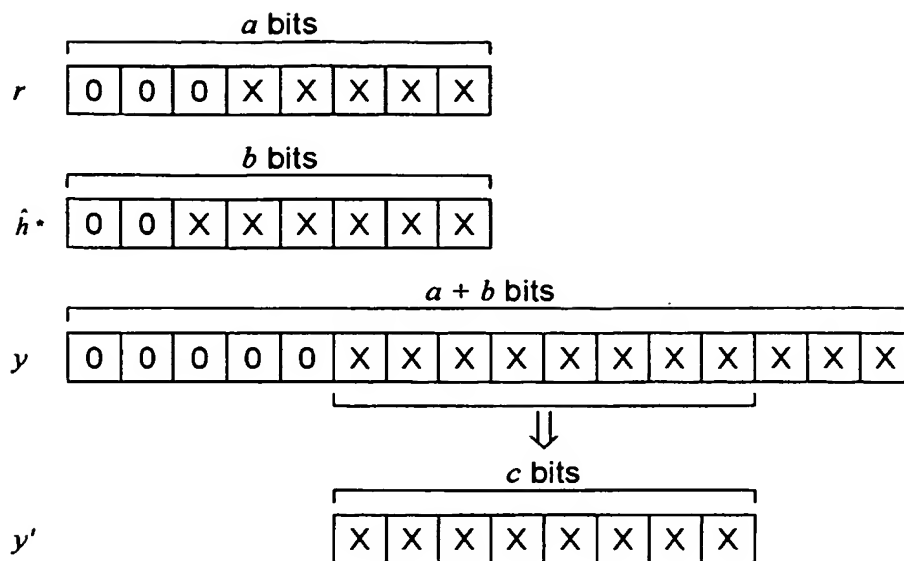 a bits
r 0 0 0 X X X X X
b bits
ĥ* 0 0 X X X X X X
a + b bits
y 0 0 0 0 0 X X X X X X X X X X X
⇓
c bits
y' X X X X X X X X